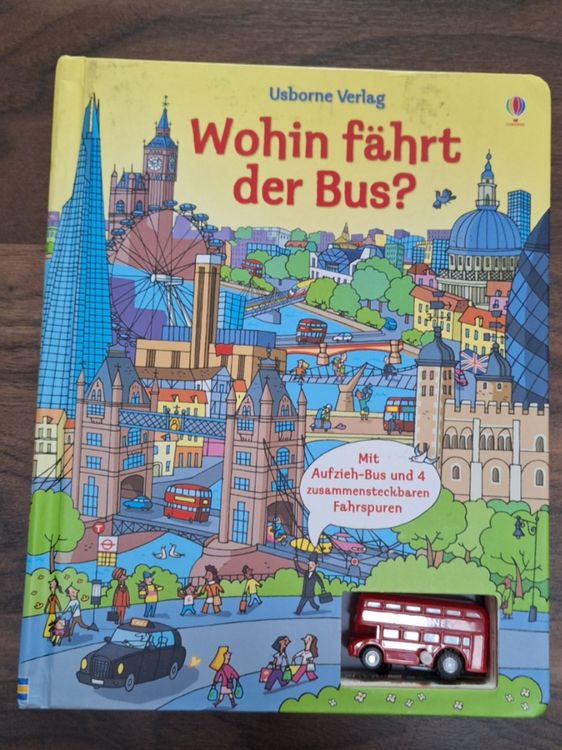 Usborne Verlag
Wohin fährt
der Bus?
Mit
Aufzieh-Bus und 4
zusammensteckbaren
Fahrspuren